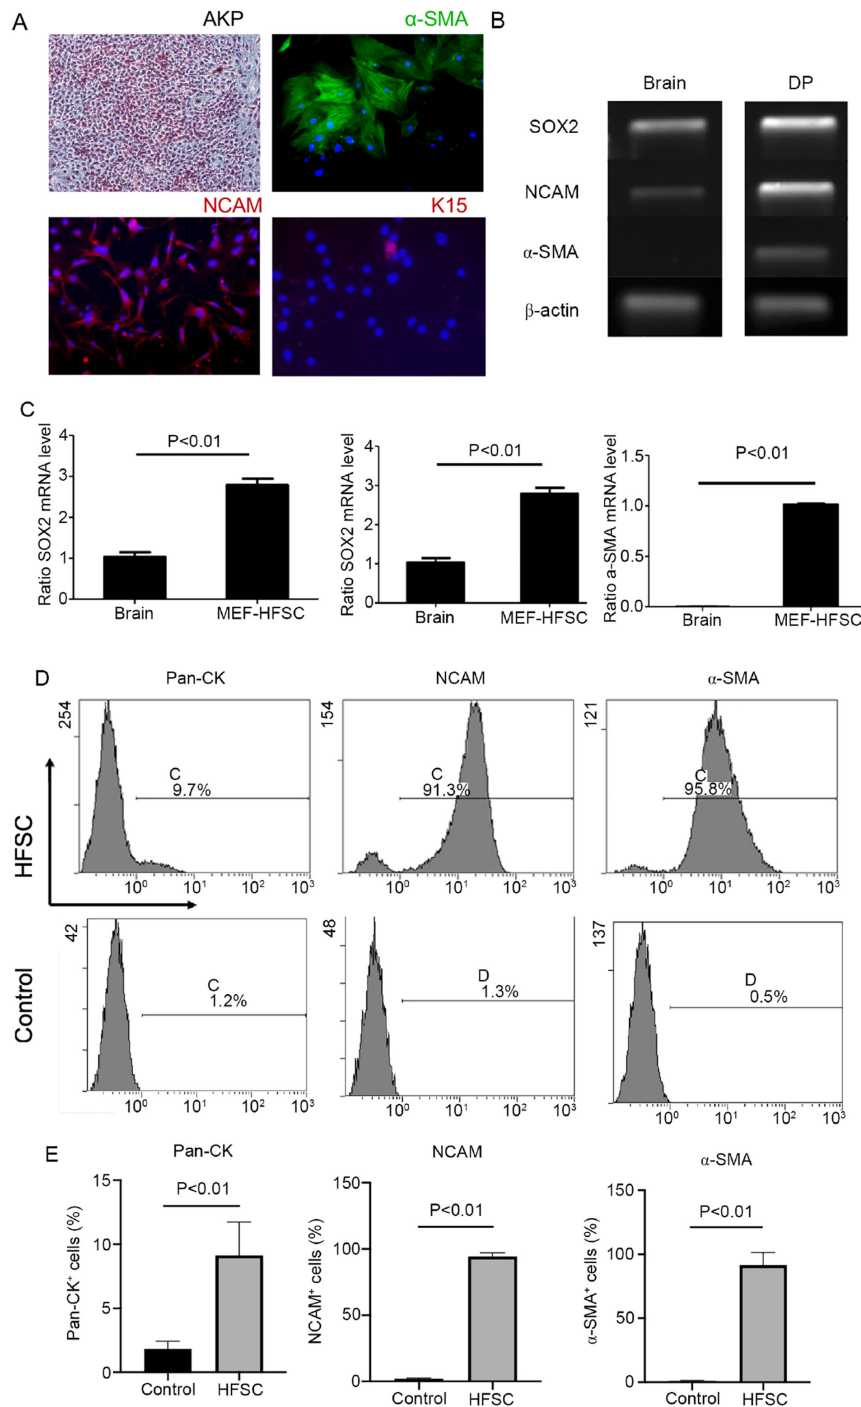 A
AKP
α-SMA
NCAM
K15
B
Brain
DP
SOX2
NCAM
α-SMA
β-actin
C
Ratio SOX2 mRNA level
4
3
2
1
0
P<0.01
Brain
MEF-HFSC
Ratio SOX2 mRNA level
4
3
2
1
0
P<0.01
Brain
MEF-HFSC
Ratio a-SMA mRNA level
1.5
1.0
0.5
0.0
P<0.01
Brain
MEF-HFSC
D
HFSC
Control
Pan-CK
254
C
9.7%
10⁰ 10¹ 10² 10³
NCAM
154
C
91.3%
10⁰ 10¹ 10² 10³
α-SMA
121
C
95.8%
10⁰ 10¹ 10² 10³
42
C
1.2%
10⁰ 10¹ 10² 10³
48
D
1.3%
10⁰ 10¹ 10² 10³
137
D
0.5%
10⁰ 10¹ 10² 10³
E
Pan-CK
Pan-CK⁺ cells (%)
15
10
5
0
P<0.01
Control
HFSC
NCAM
NCAM⁺ cells (%)
150
100
50
0
P<0.01
Control
HFSC
α-SMA
α-SMA⁺ cells (%)
150
100
50
0
P<0.01
Control
HFSC